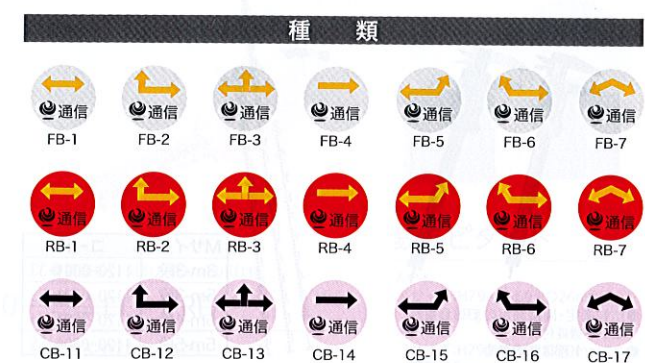 種 類
通信 通信 通信 通信 通信 通信 通信
FB-1 FB-2 FB-3 FB-4 FB-5 FB-6 FB-7
通信 通信 通信 通信 通信 通信 通信
RB-1 RB-2 RB-3 RB-4 RB-5 RB-6 RB-7
通信 通信 通信 通信 通信 通信 通信
CB-11 CB-12 CB-13 CB-14 CB-15 CB-16 CB-17